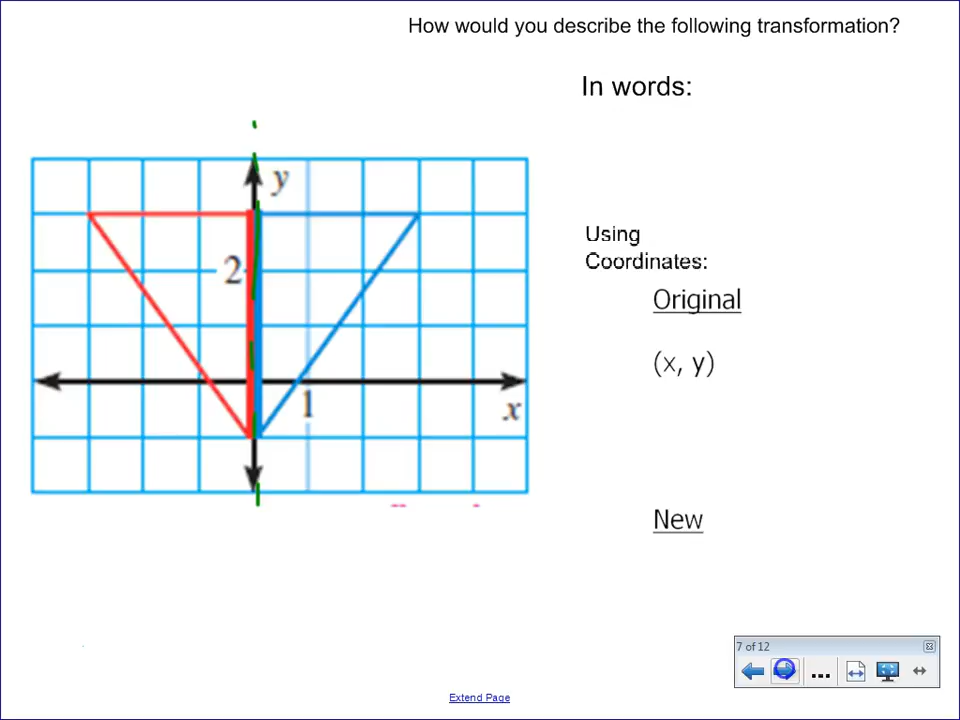 How would you describe the following transformation?
In words:
y
2
1
x
Using
Coordinates:
Original
(x, y)
New
7 of 12
...
Extend Page